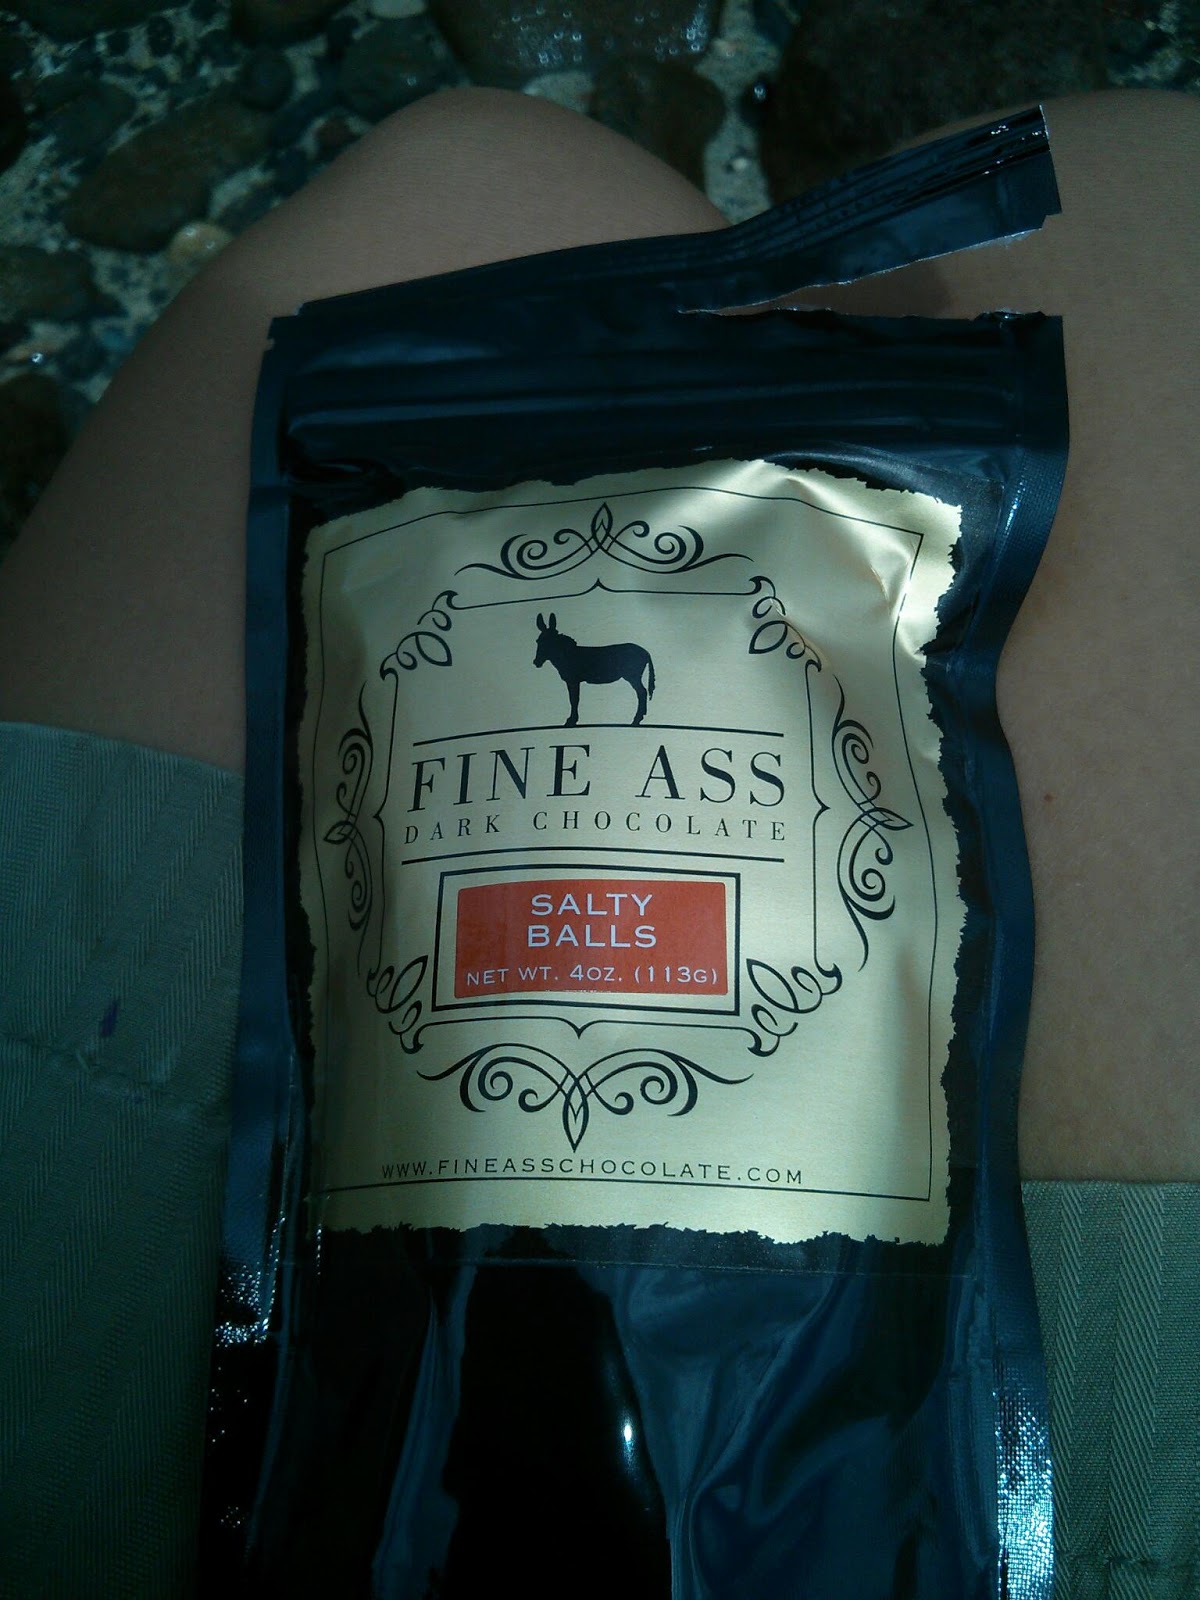 FINE ASS
DARK CHOCOLATE
SALTY
BALLS
NET WT. 4OZ. (113G)
WWW.FINEASSCHOCOLATE.COM